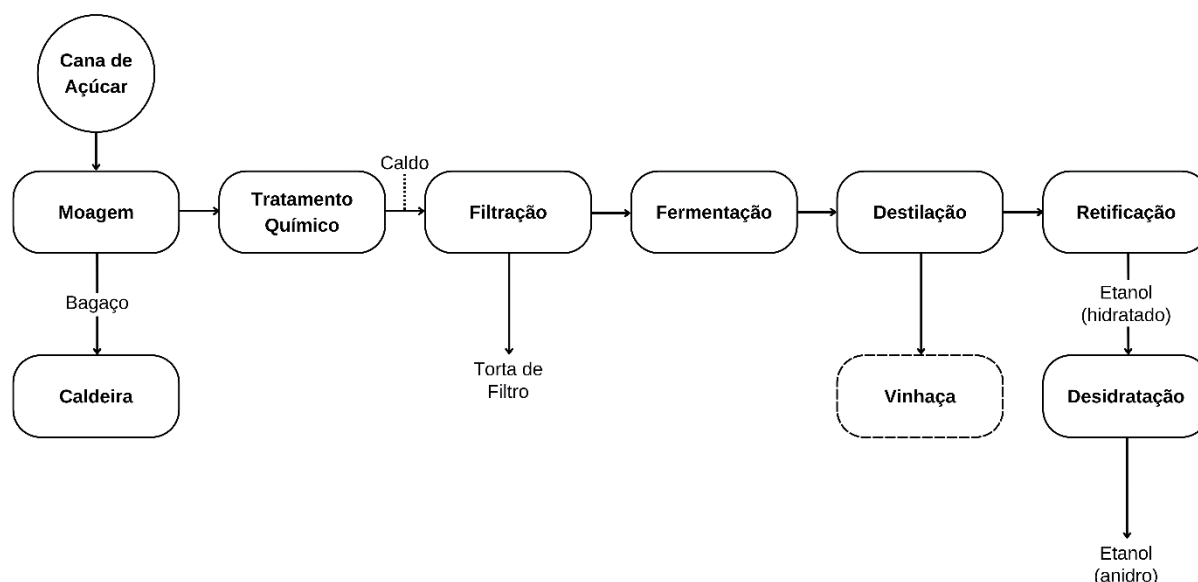 Cana de
Açúcar
Caldo
Moagem
Tratamento
Químico
Filtração
Fermentação
Destilação
Retificação
Bagaço
Etanol
(hidratado)
Torta de
Filtro
Caldeira
Vinhaça
Desidratação
Etanol
(anidro)